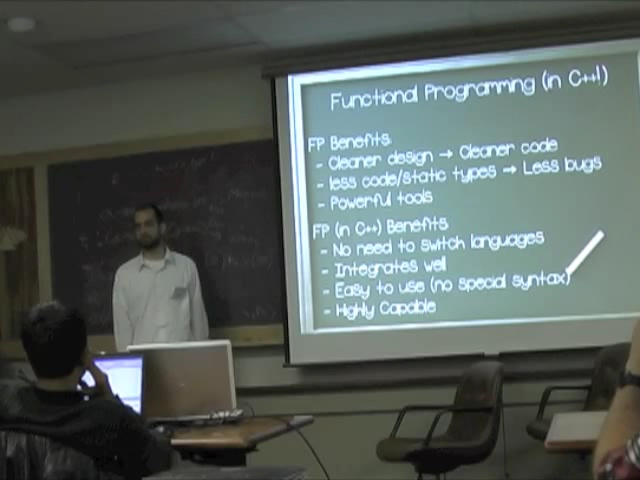 Functional Programming (in C++!)
FP Benefits
- Cleaner design → Cleaner code
- less code/static types → Less bugs
- Powerful tools
FP (in C++) Benefits
- No need to switch languages
- Integrates well
- Easy to use (no special syntax)
- Highly Capable